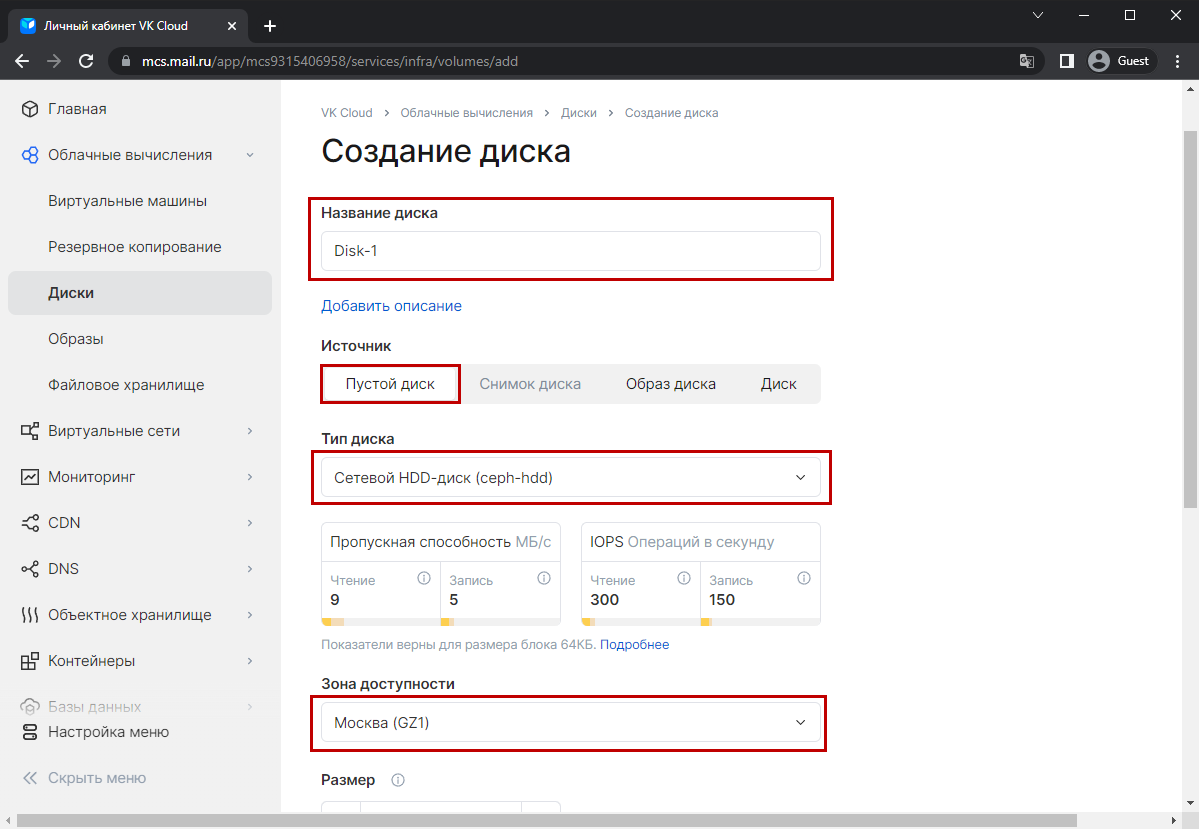 Личный кабинет VK Cloud
mcs.mail.ru/app/mcs9315406958/services/infra/volumes/add
Guest
Главная
Облачные вычисления
Виртуальные машины
Резервное копирование
Диски
Образы
Файловое хранилище
Виртуальные сети
Мониторинг
CDN
DNS
Объектное хранилище
Контейнеры
Базы данных
Настройка меню
Скрыть меню
VK Cloud > Облачные вычисления > Диски > Создание диска
Создание диска
Название диска
Disk-1
Добавить описание
Источник
Пустой диск Снимок диска Образ диска Диск
Тип диска
Сетевой HDD-диск (ceph-hdd)
Пропускная способность МБ/с
Чтение Запись
9 5
IOPS Операций в секунду
Чтение Запись
300 150
Показатели верны для размера блока 64КБ. Подробнее
Зона доступности
Москва (GZ1)
Размер